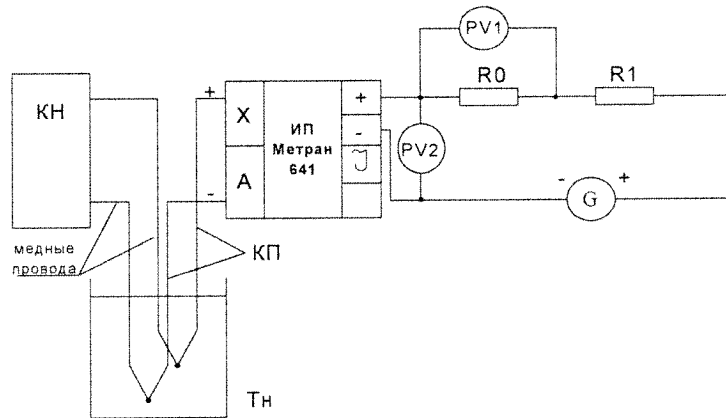 PV1
R0
R1
КН
+
Х
ИП
Метран
641
+
-
PV2
А
-
-
G
+
медные
провода
КП
Тн